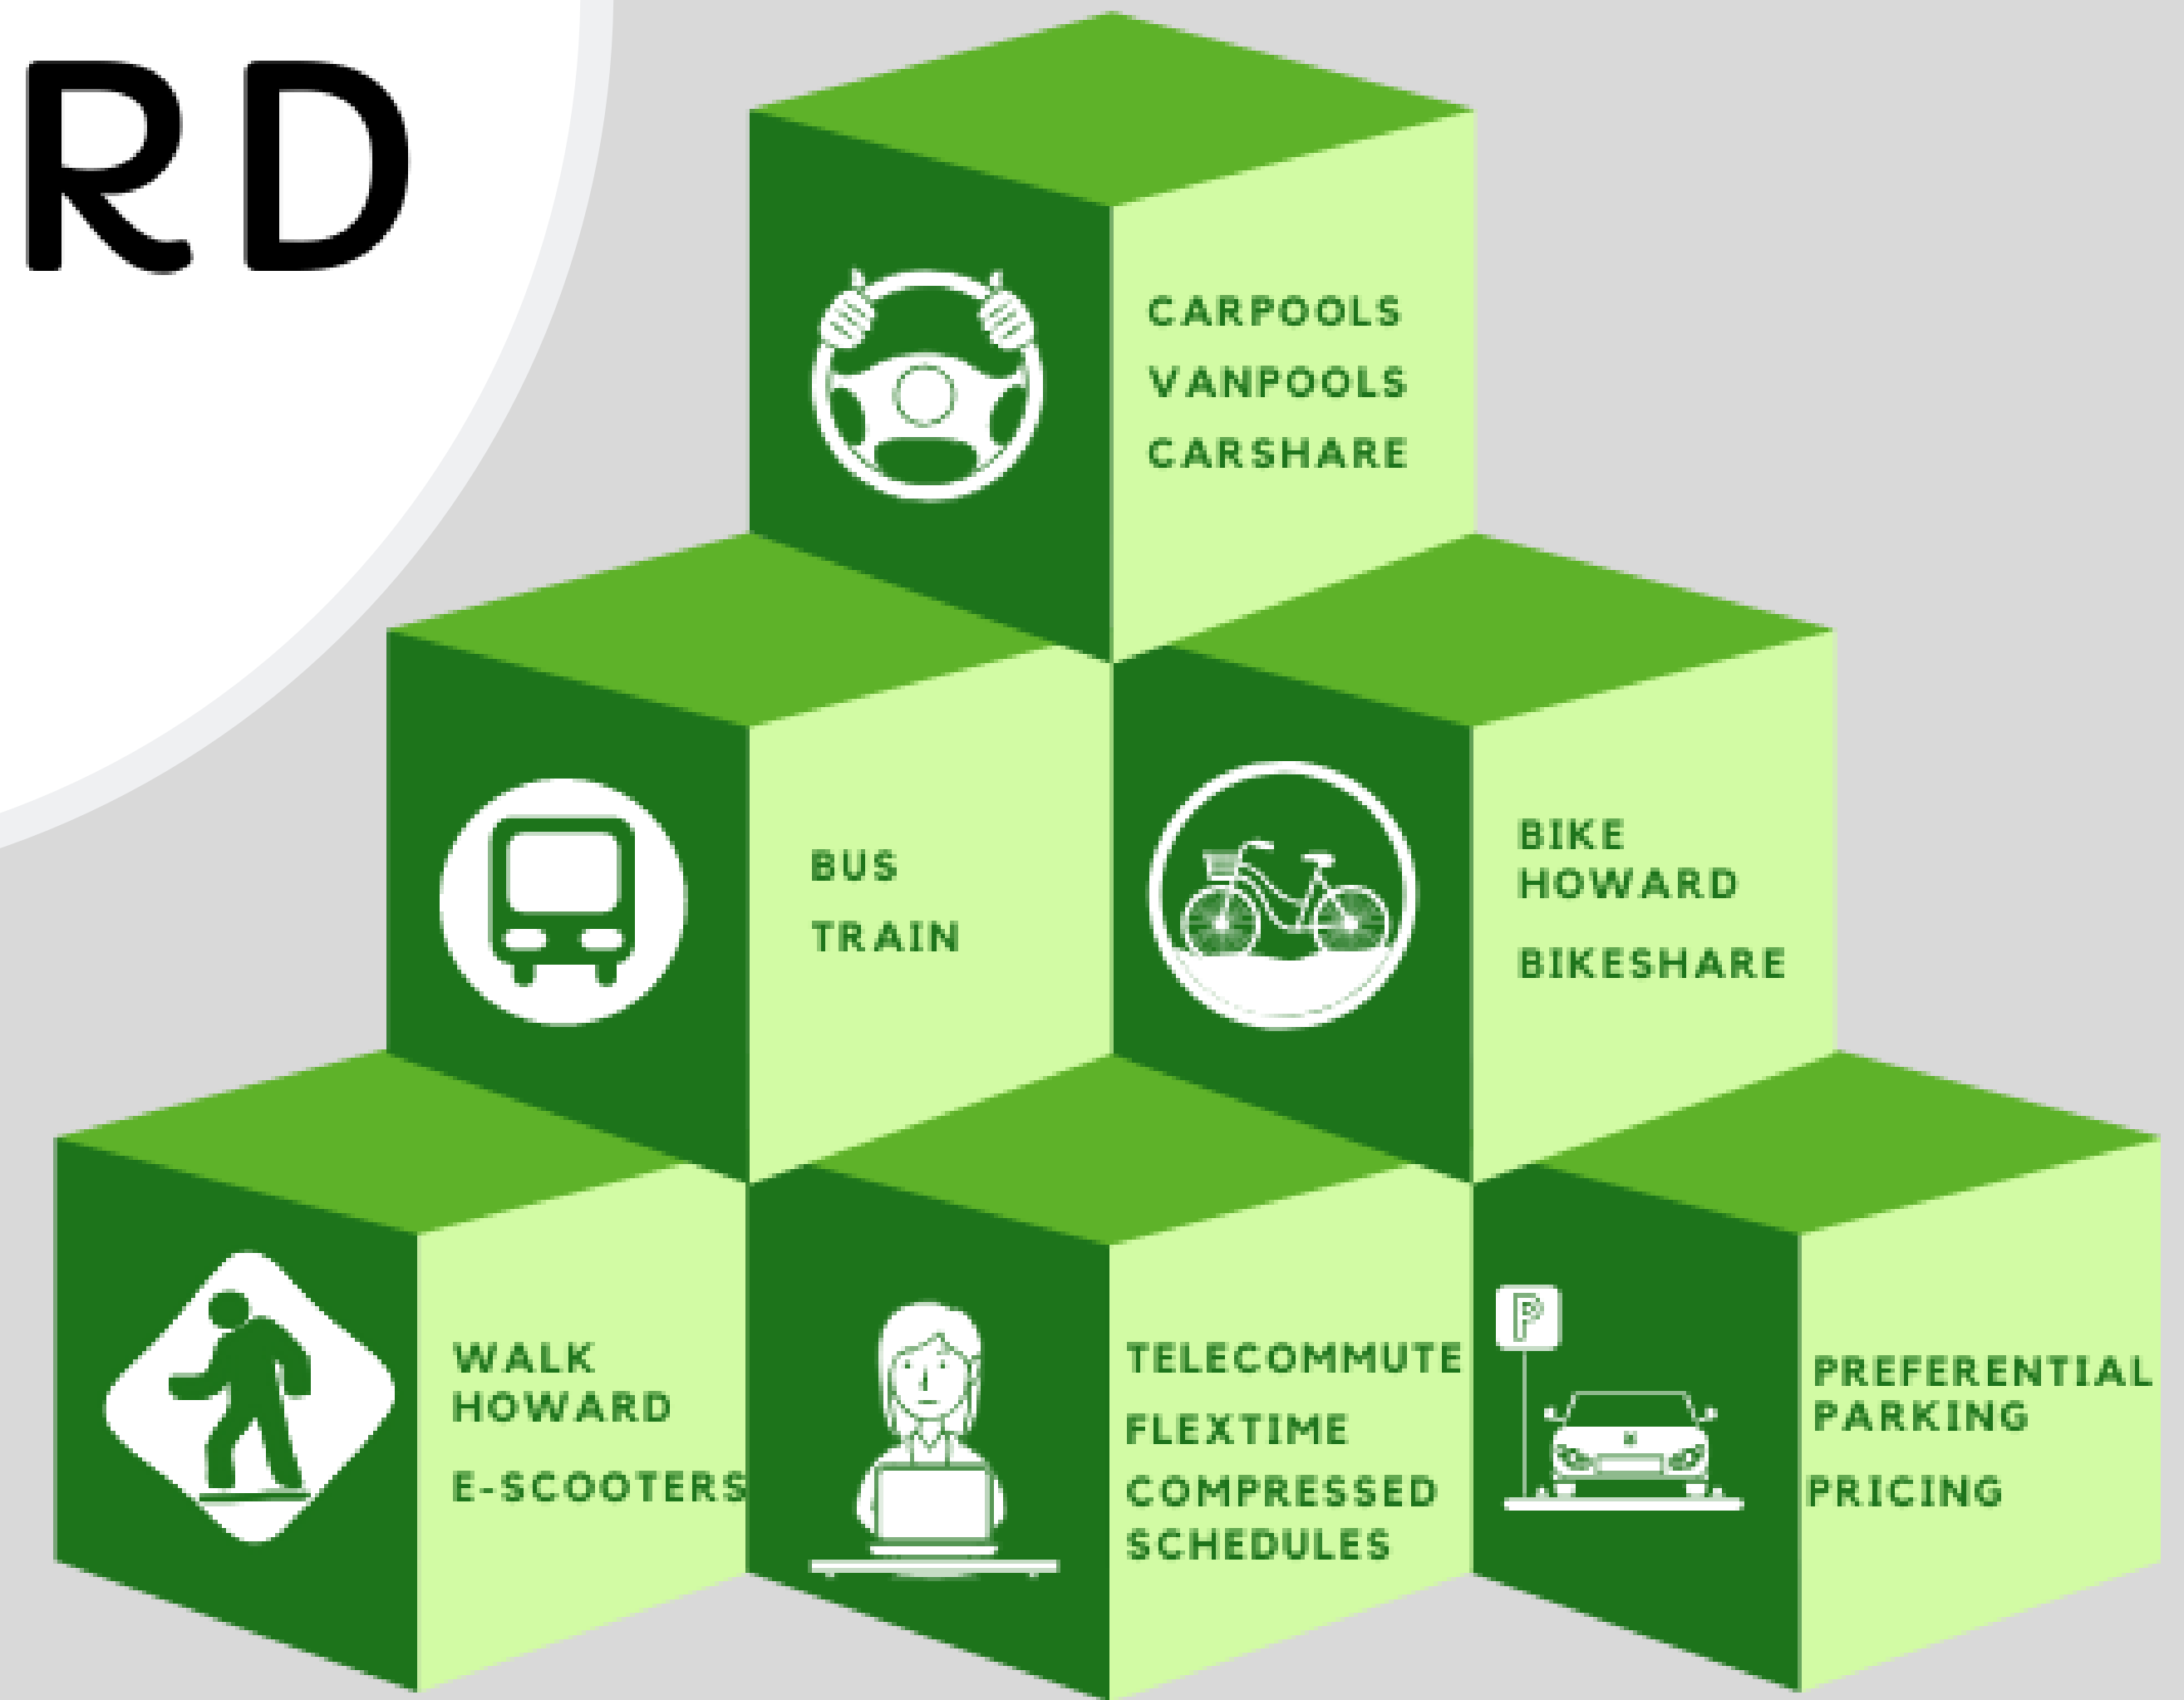 RD
CARPOOLS
VANPOOLS
CARSHARE
BUS
TRAIN
BIKE
HOWARD
BIKESHARE
WALK
HOWARD
E-SCOOTERS
TELECOMMUTE
FLEXTIME
COMPRESSED
SCHEDULES
P
PREFERENTIAL
PARKING
PRICING